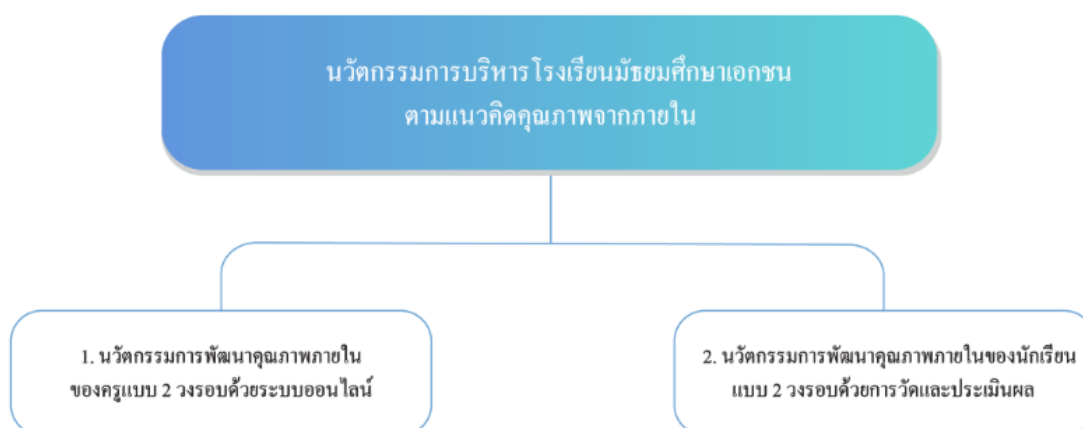 นวัตกรรมการบริหารโรงเรียนมัธยมศึกษาเอกชน
ตามแนวคิดคุณภาพจากภายใน
1. นวัตกรรมการพัฒนาคุณภาพภายใน
ของครูแบบ 2 วงรอบด้วยระบบออนไลน์
2. นวัตกรรมการพัฒนาคุณภาพภายในของนักเรียน
แบบ 2 วงรอบด้วยการวัดและประเมินผล